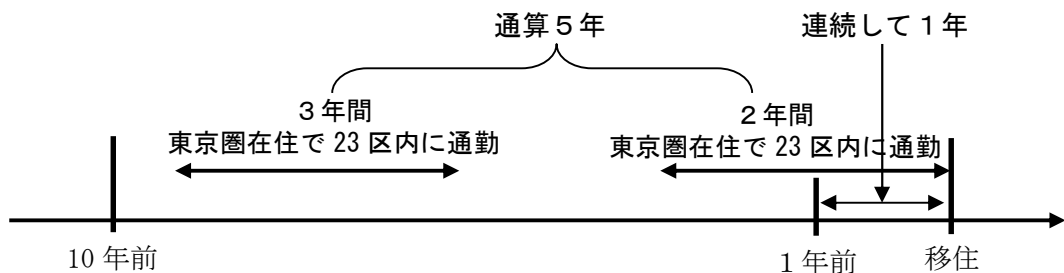 通算５年
連続して１年
３年間
東京圏在住で 23 区内に通勤
２年間
東京圏在住で 23 区内に通勤
10 年前
１年前
移住